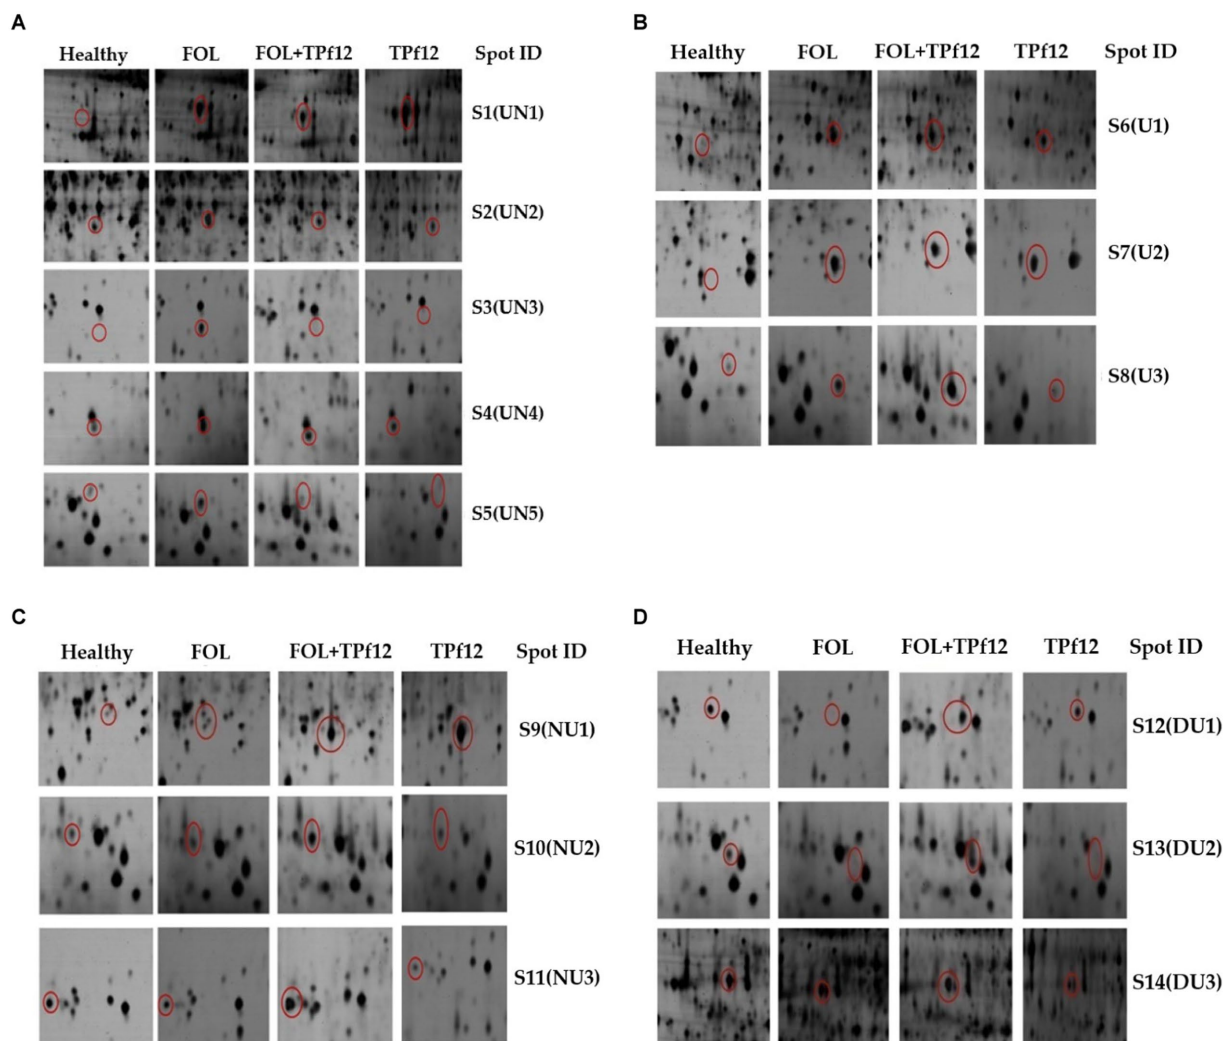 A
Healthy FOL FOL+TPf12 TPf12 Spot ID
S1(UN1)
S2(UN2)
S3(UN3)
S4(UN4)
S5(UN5)
B
Healthy FOL FOL+TPf12 TPf12 Spot ID
S6(U1)
S7(U2)
S8(U3)
C
Healthy FOL FOL+TPf12 TPf12 Spot ID
S9(NU1)
S10(NU2)
S11(NU3)
D
Healthy FOL FOL+TPf12 TPf12 Spot ID
S12(DU1)
S13(DU2)
S14(DU3)